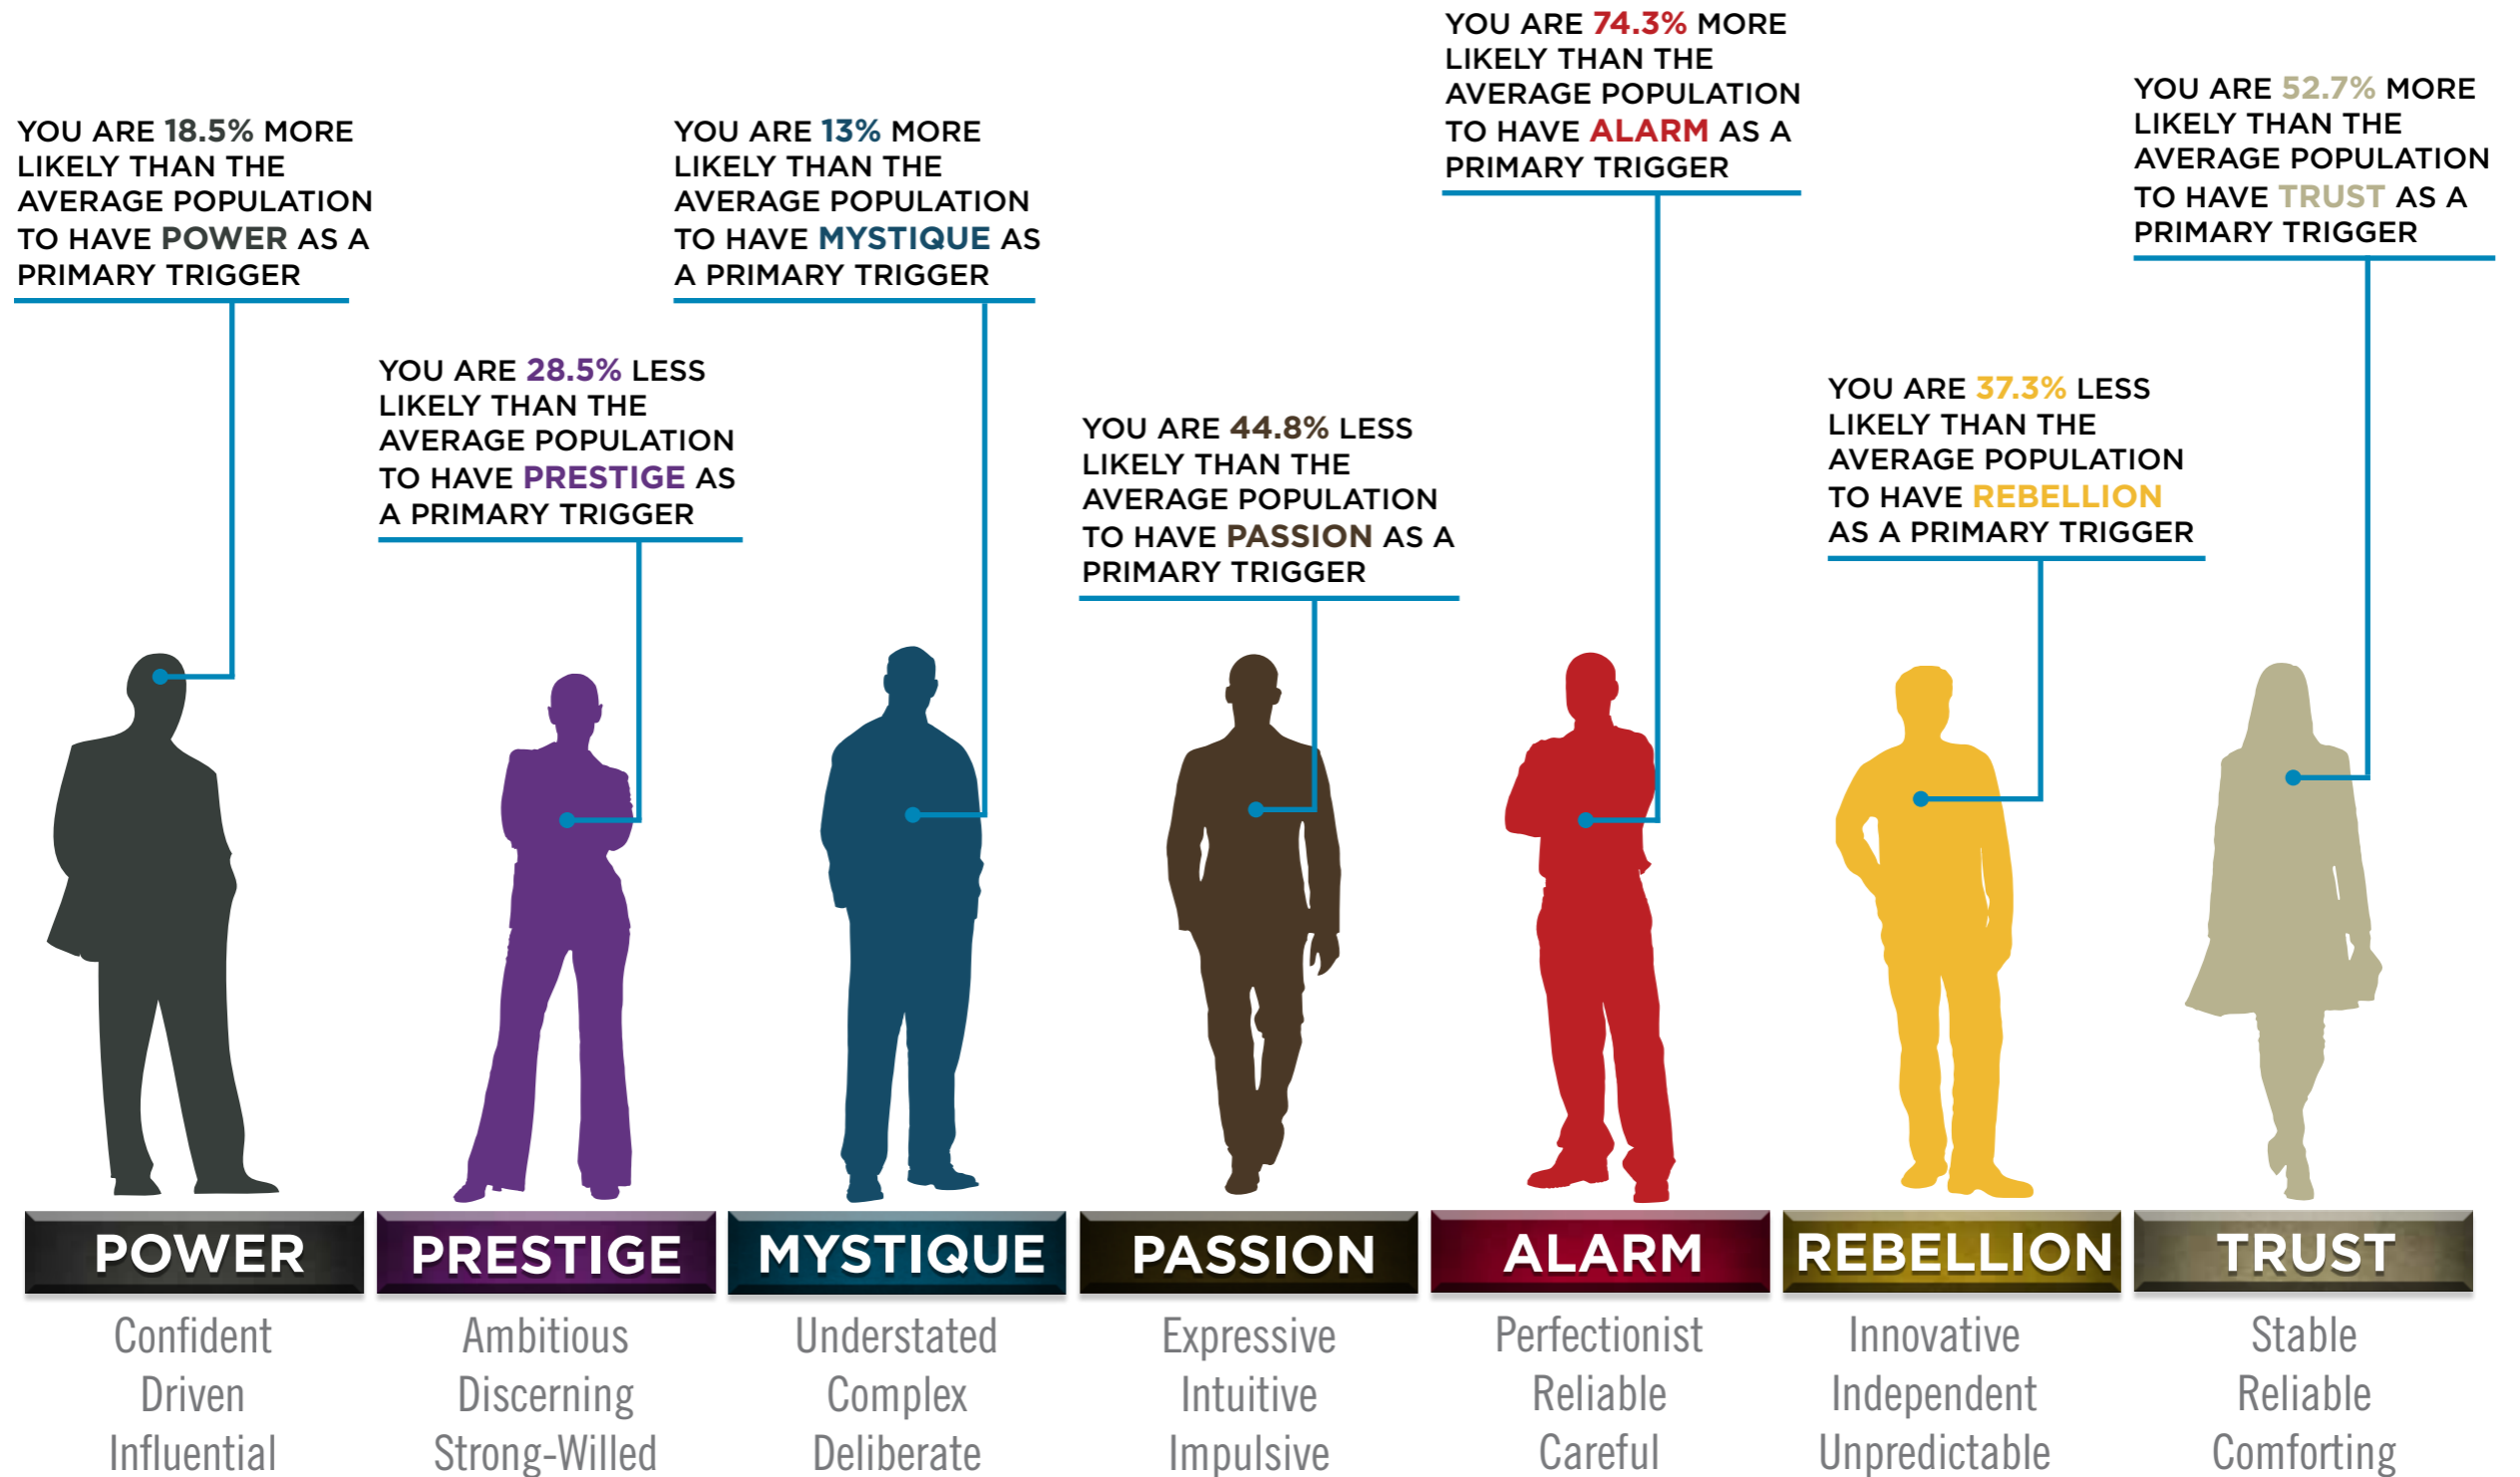 YOU ARE 18.5% MORE
LIKELY THAN THE
AVERAGE POPULATION
TO HAVE POWER AS A
PRIMARY TRIGGER
YOU ARE 28.5% LESS
LIKELY THAN THE
AVERAGE POPULATION
TO HAVE PRESTIGE AS
A PRIMARY TRIGGER
YOU ARE 13% MORE
LIKELY THAN THE
AVERAGE POPULATION
TO HAVE MYSTIQUE AS
A PRIMARY TRIGGER
YOU ARE 44.8% LESS
LIKELY THAN THE
AVERAGE POPULATION
TO HAVE PASSION AS A
PRIMARY TRIGGER
YOU ARE 74.3% MORE
LIKELY THAN THE
AVERAGE POPULATION
TO HAVE ALARM AS A
PRIMARY TRIGGER
YOU ARE 37.3% LESS
LIKELY THAN THE
AVERAGE POPULATION
TO HAVE REBELLION
AS A PRIMARY TRIGGER
YOU ARE 52.7% MORE
LIKELY THAN THE
AVERAGE POPULATION
TO HAVE TRUST AS A
PRIMARY TRIGGER
POWER
Confident
Driven
Influential
PRESTIGE
Ambitious
Discerning
Strong-Willed
MYSTIQUE
Understated
Complex
Deliberate
PASSION
Expressive
Intuitive
Impulsive
ALARM
Perfectionist
Reliable
Careful
REBELLION
Innovative
Independent
Unpredictable
TRUST
Stable
Reliable
Comforting